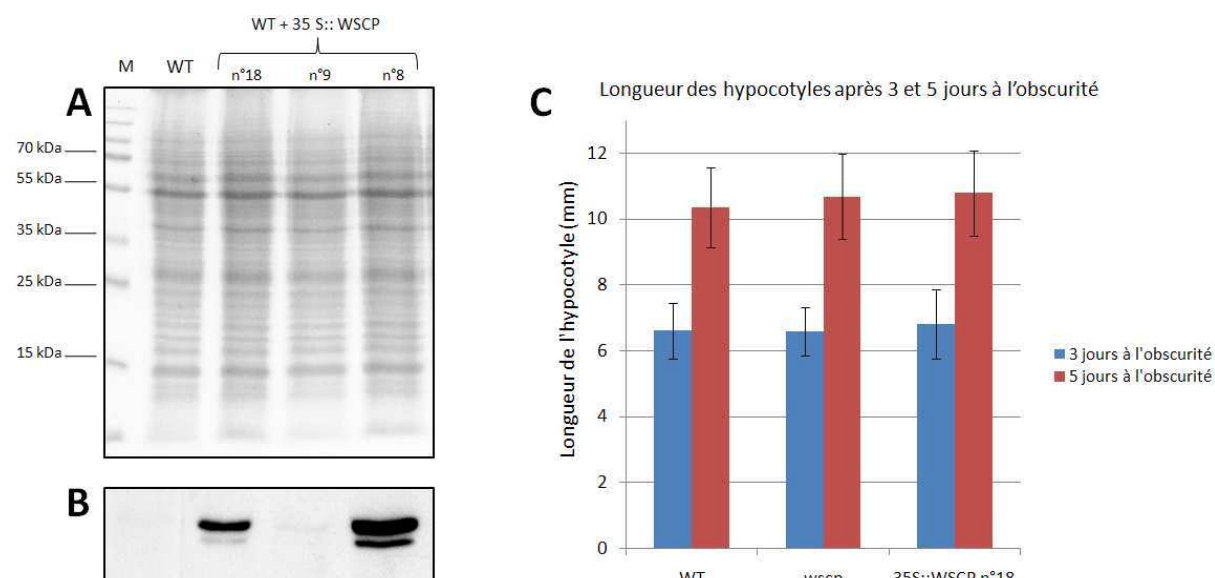 WT + 35 S:: WSCP
M WT n°18 n°9 n°8
A
70 kDa
55 kDa
35 kDa
25 kDa
15 kDa
B
C
Longueur des hypocotyles après 3 et 5 jours à l'obscurité
Longueur de l'hypocotyle (mm)
12
10
8
6
4
2
0
WT wscp 35S::WSCP n°18
3 jours à l'obscurité
5 jours à l'obscurité